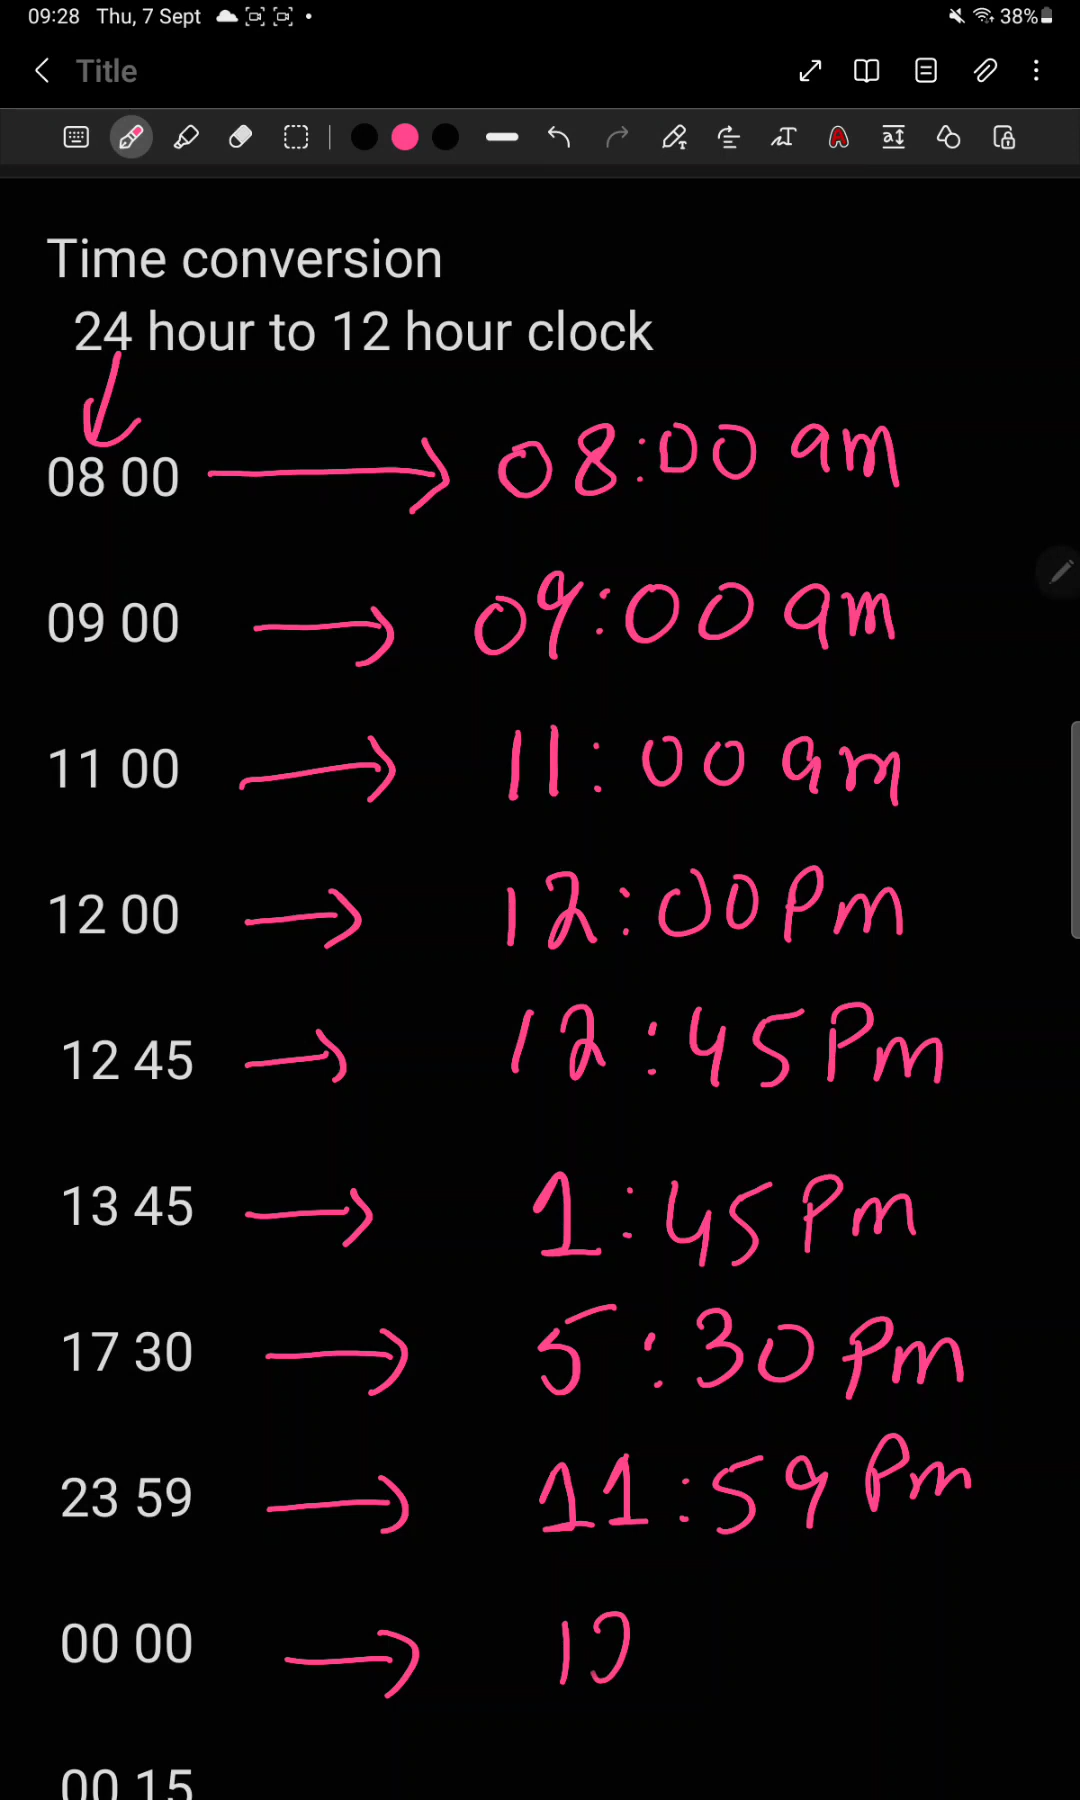 09:28 Thu, 7 Sept 38%
Title
Time conversion
24 hour to 12 hour clock
08 00 → 08:00 am
09 00 → 09:00 am
11 00 → 11:00 am
12 00 → 12:00 Pm
12 45 → 12:45 Pm
13 45 → 1:45 Pm
17 30 → 5:30 pm
23 59 → 11:59 Pm
00 00 →
00 15